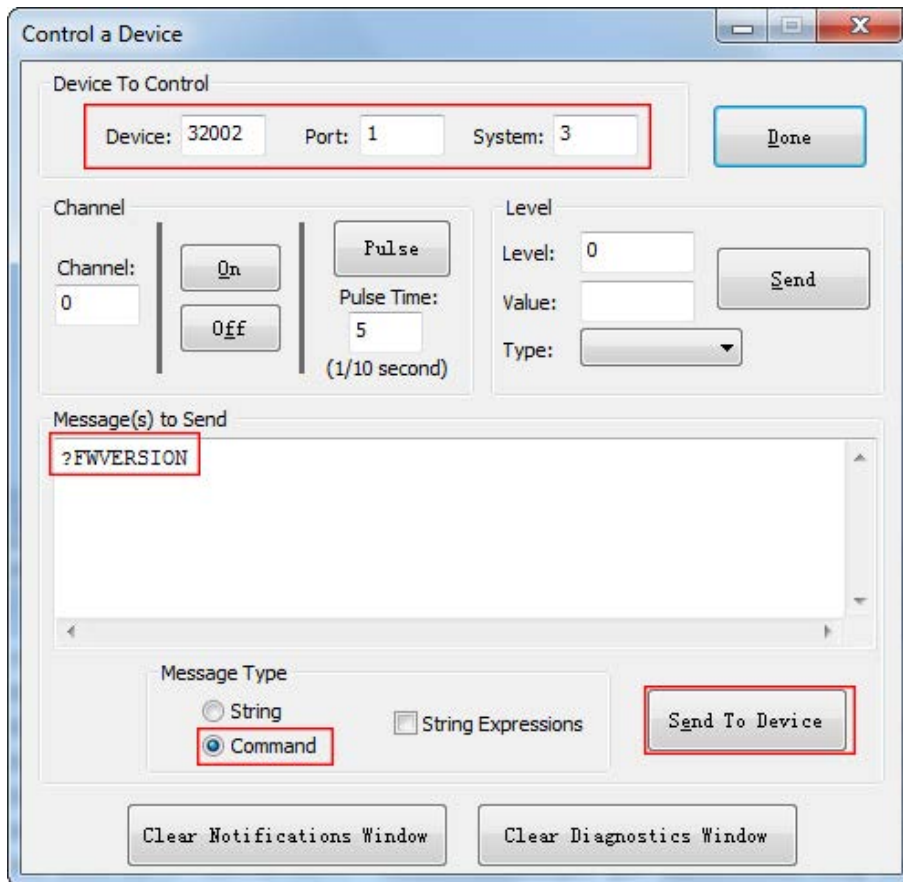 Control a Device
Device To Control
Device: 32002 Port: 1 System: 3
Done
Channel
Channel:
0
On
Off
Pulse
Pulse Time:
5
(1/10 second)
Level
Level: 0
Value:
Type:
Send
Message(s) to Send
?FWVERSION
Message Type
String
Command
String Expressions
Send To Device
Clear Notifications Window
Clear Diagnostics Window